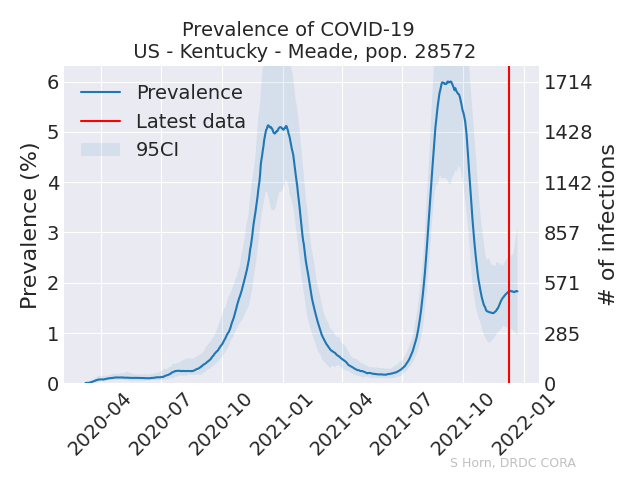 Prevalence of COVID-19
US - Kentucky - Meade, pop. 28572
Prevalence
Latest data
95CI
Prevalence (%)
6
5
4
3
2
1
0
1714
1428
1142
857
571
285
0
# of infections
2020-04
2020-07
2020-10
2021-01
2021-04
2021-07
2021-10
2022-01
S Horn, DRDC CORA